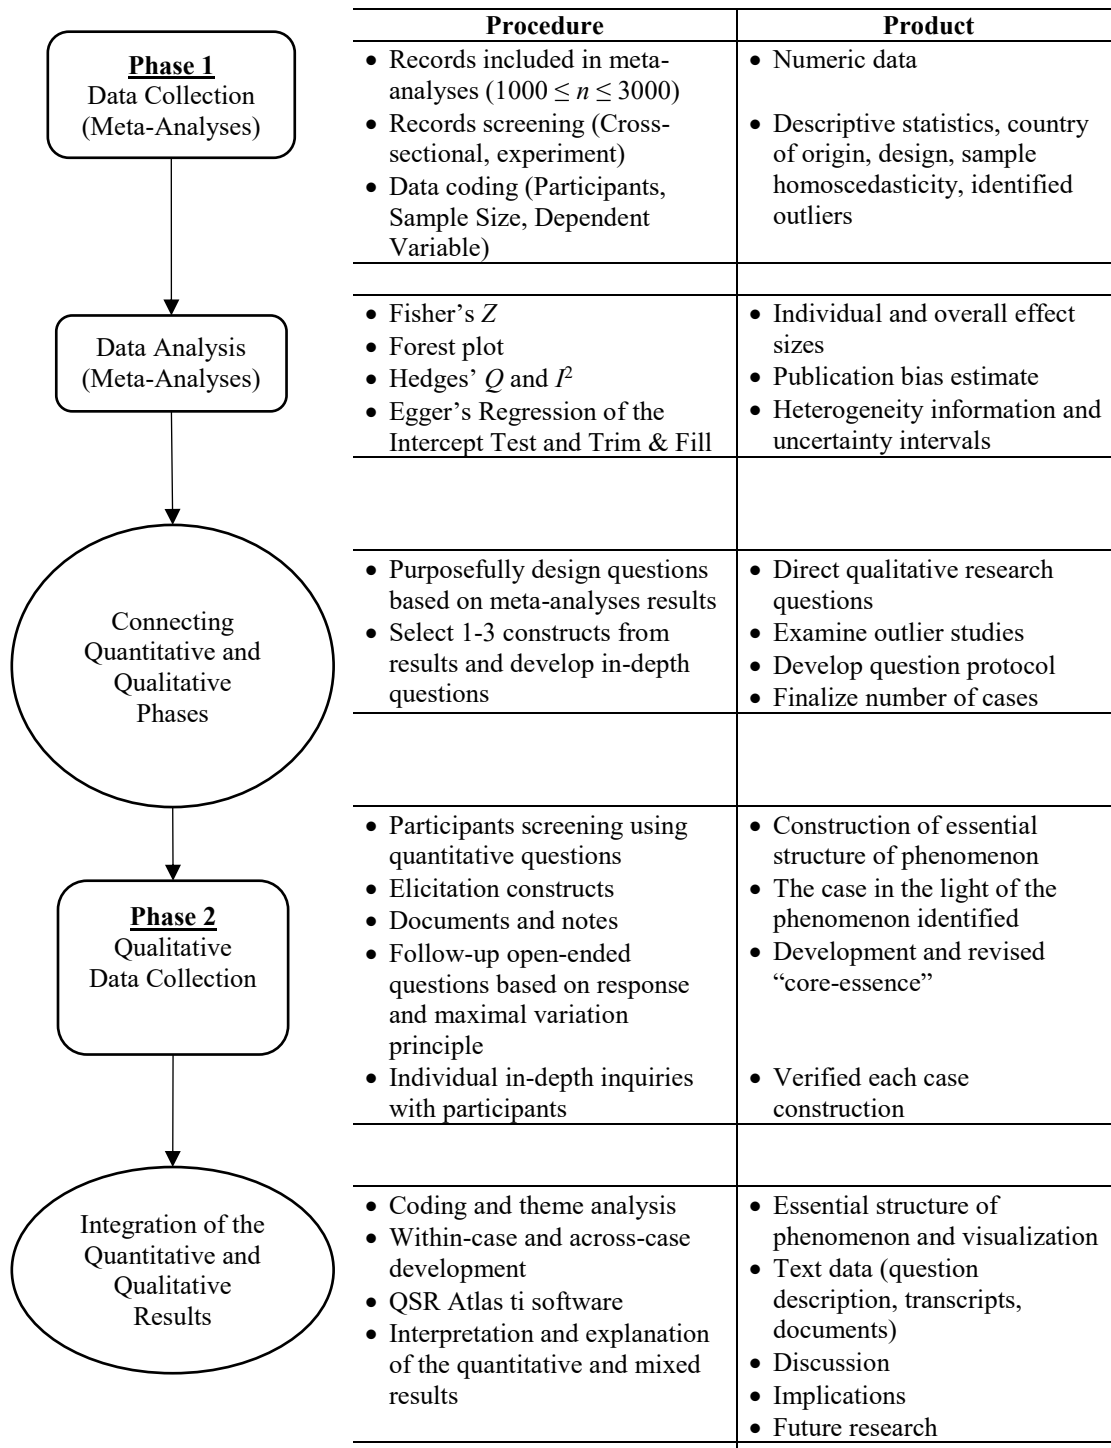 Procedure
Product
Phase 1
Data Collection
(Meta-Analyses)
• Records included in meta-
analyses (1000 ≤ n ≤ 3000)
• Records screening (Cross-
sectional, experiment)
• Data coding (Participants,
Sample Size, Dependent
Variable)
• Numeric data
• Descriptive statistics, country
of origin, design, sample
homoscedasticity, identified
outliers
Data Analysis
(Meta-Analyses)
• Fisher’s Z
• Forest plot
• Hedges’ Q and I²
• Egger’s Regression of the
Intercept Test and Trim & Fill
• Individual and overall effect
sizes
• Publication bias estimate
• Heterogeneity information and
uncertainty intervals
Connecting
Quantitative and
Qualitative
Phases
• Purposefully design questions
based on meta-analyses results
• Select 1-3 constructs from
results and develop in-depth
questions
• Direct qualitative research
questions
• Examine outlier studies
• Develop question protocol
• Finalize number of cases
Phase 2
Qualitative
Data Collection
• Participants screening using
quantitative questions
• Elicitation constructs
• Documents and notes
• Follow-up open-ended
questions based on response
and maximal variation
principle
• Individual in-depth inquiries
with participants
• Construction of essential
structure of phenomenon
• The case in the light of the
phenomenon identified
• Development and revised
“core-essence”
• Verified each case
construction
Integration of the
Quantitative and
Qualitative
Results
• Coding and theme analysis
• Within-case and across-case
development
• QSR Atlas ti software
• Interpretation and explanation
of the quantitative and mixed
results
• Essential structure of
phenomenon and visualization
• Text data (question
description, transcripts,
documents)
• Discussion
• Implications
• Future research